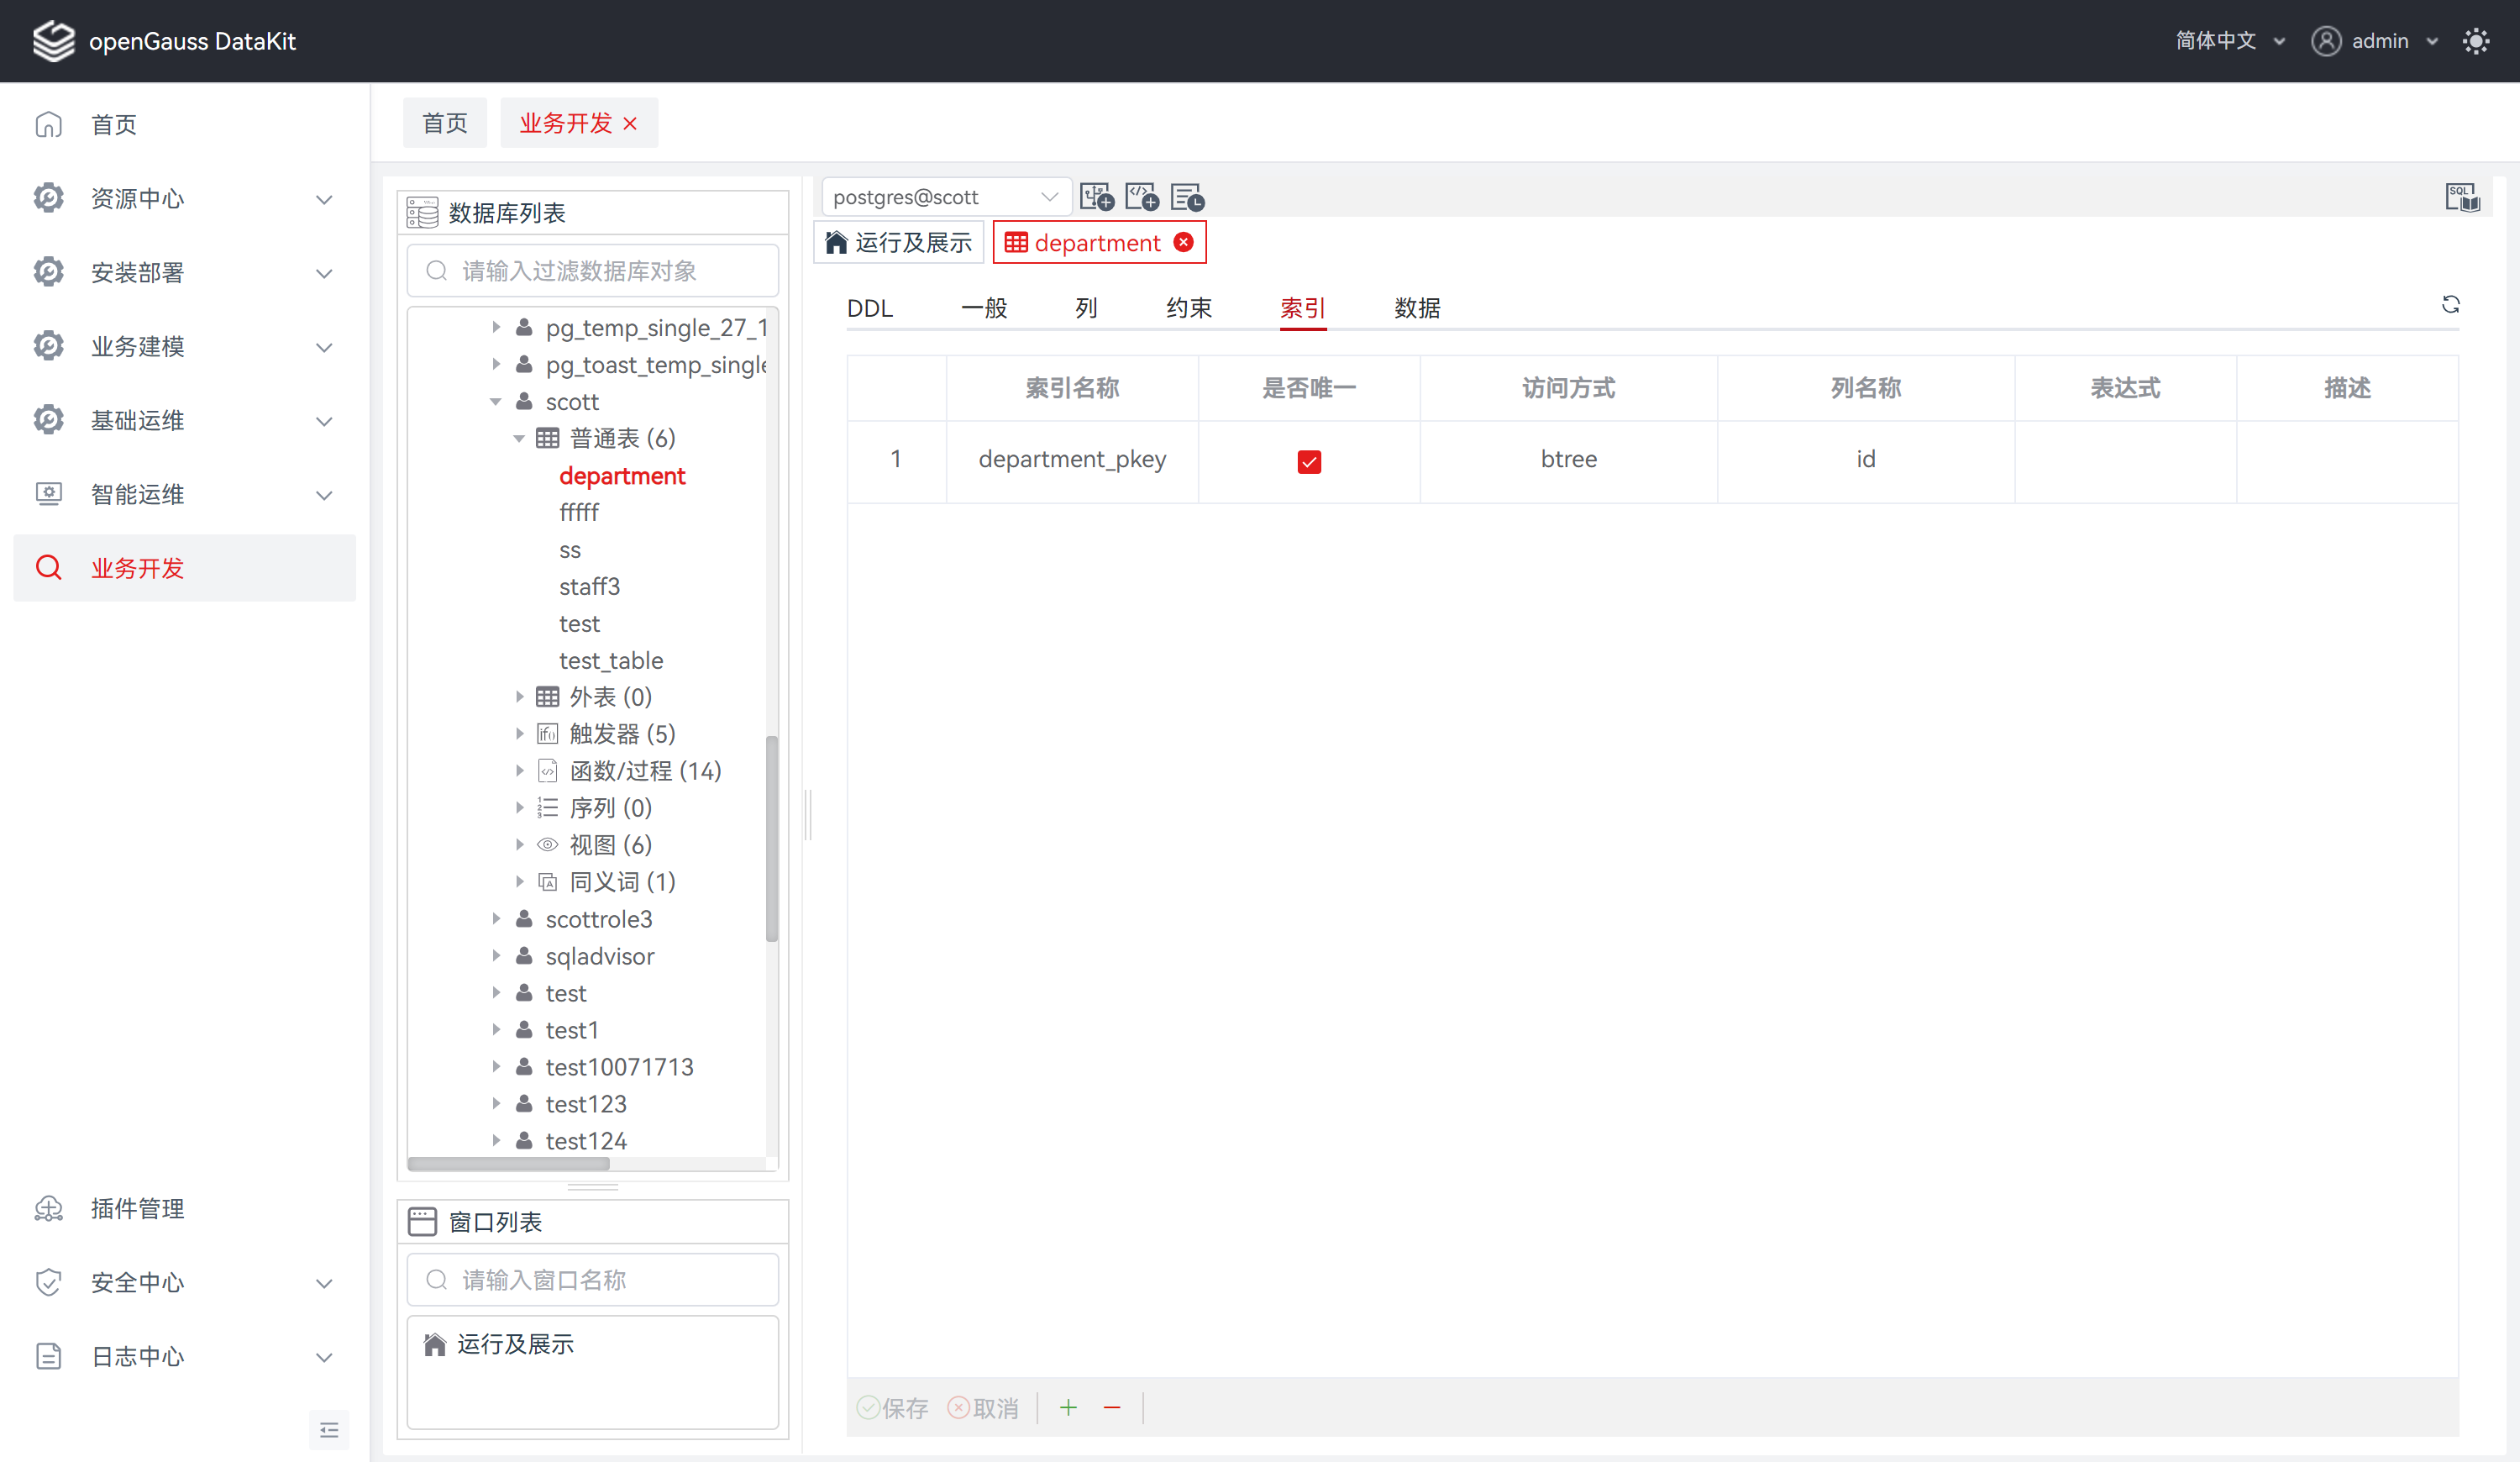 openGauss DataKit
简体中文
admin
首页
资源中心
安装部署
业务建模
基础运维
智能运维
业务开发
插件管理
安全中心
日志中心
首页
业务开发
数据库列表
请输入过滤数据库对象
pg_temp_single_27_1
pg_toast_temp_single
scott
普通表 (6)
department
fffff
ss
staff3
test
test_table
外表 (0)
触发器 (5)
函数/过程 (14)
序列 (0)
视图 (6)
同义词 (1)
scottrole3
sqladvisor
test
test1
test10071713
test123
test124
窗口列表
请输入窗口名称
运行及展示
postgres@scott
SQL
运行及展示
department
DDL 一般 列 约束 索引 数据
索引名称 是否唯一 访问方式 列名称 表达式 描述
1 department_pkey btree id
保存 取消